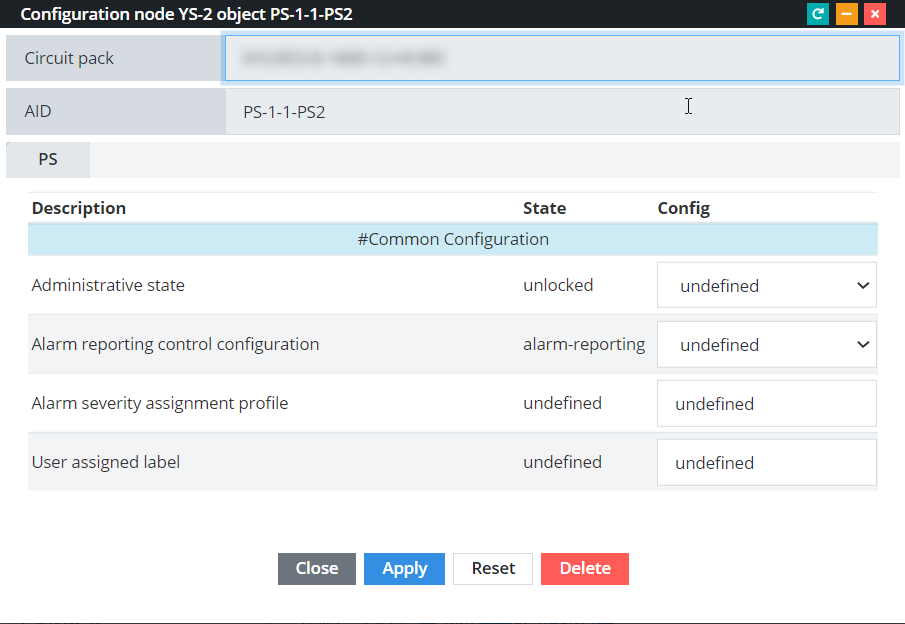 Configuration node YS-2 object PS-1-1-PS2
Circuit pack
AID PS-1-1-PS2
PS
Description State Config
#Common Configuration
Administrative state unlocked undefined
Alarm reporting control configuration alarm-reporting undefined
Alarm severity assignment profile undefined undefined
User assigned label undefined undefined
Close Apply Reset Delete